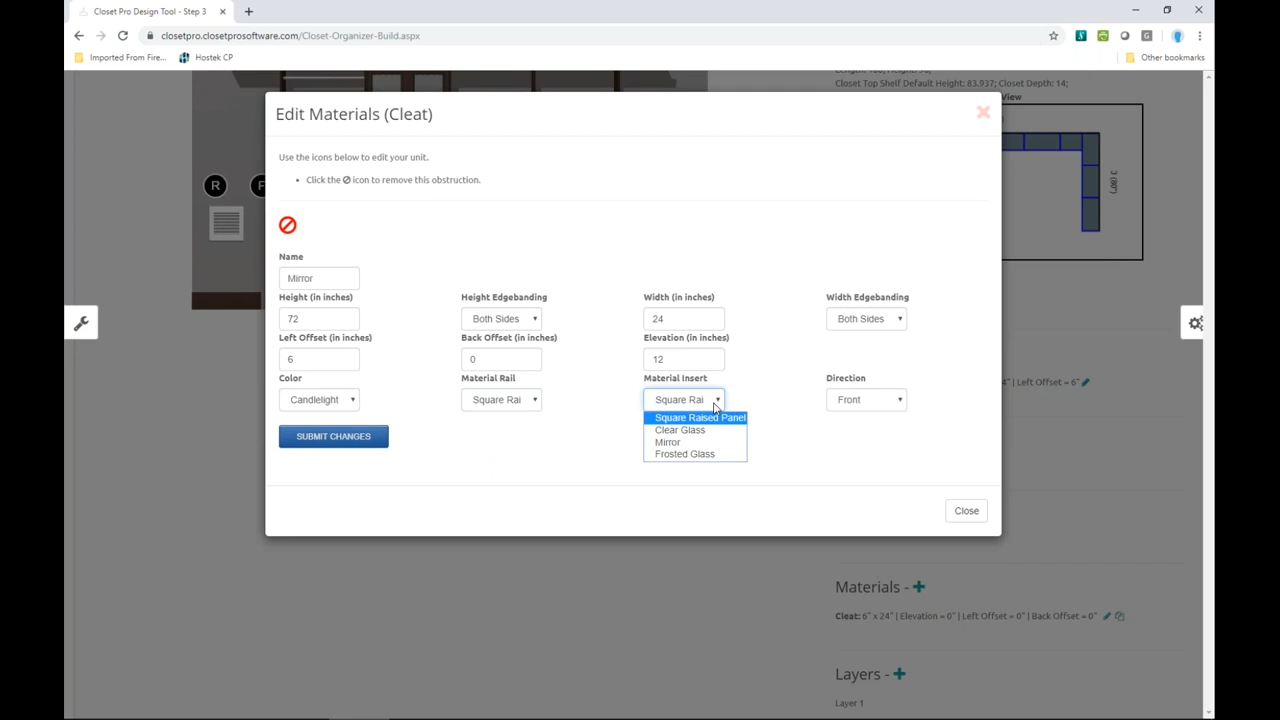 Closet Pro Design Tool - Step 3
closetpro.closetprosoftware.com/Closet-Organizer-Build.aspx
Imported From Fire... Hostek CP Other bookmarks
Closet Top Shelf Default Height: 83.937; Closet Depth: 14;
View
Edit Materials (Cleat)
Use the icons below to edit your unit.
• Click the icon to remove this obstruction.
R F
3 (80")
Name
Mirror
Height (in inches) Height Edgebanding Width (in inches) Width Edgebanding
72 Both Sides 24 Both Sides
Left Offset (in inches) Back Offset (in inches) Elevation (in inches)
6 0 12
Color Material Rail Material Insert Direction
Candlelight Square Rai Square Rai Front
Square Raised Panel
Clear Glass
Mirror
Frosted Glass
SUBMIT CHANGES
Close
4" | Left Offset = 6"
Materials - +
Cleat: 6" x 24" | Elevation = 0" | Left Offset = 0" | Back Offset = 0"
Layers - +
Layer 1